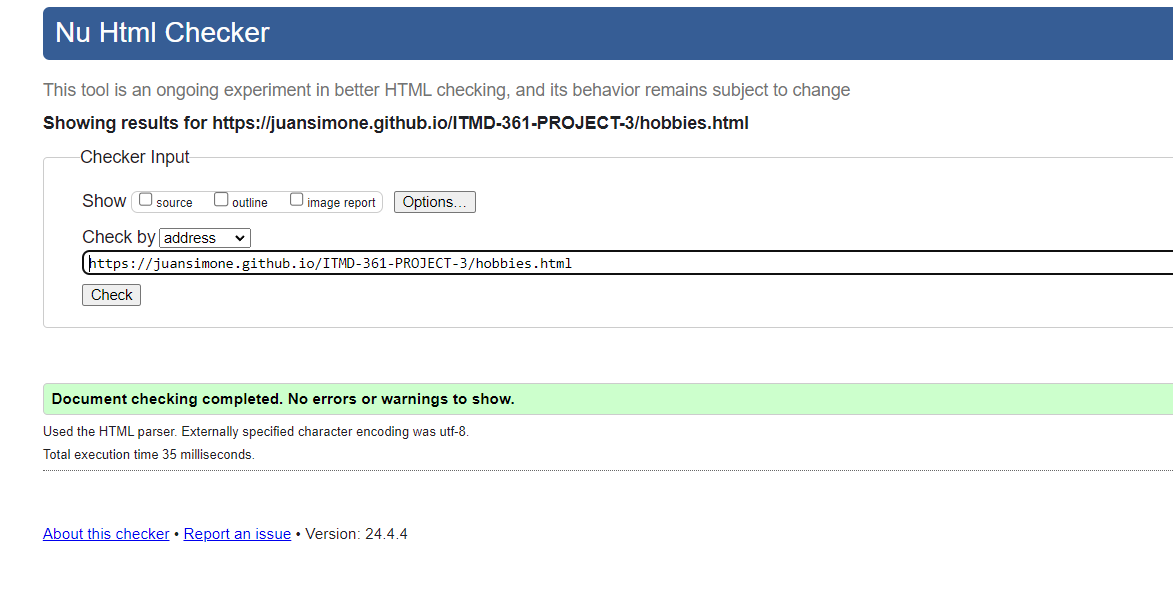 Nu Html Checker
This tool is an ongoing experiment in better HTML checking, and its behavior remains subject to change
Showing results for https://juansimone.github.io/ITMD-361-PROJECT-3/hobbies.html
Checker Input
Show source outline image report Options...
Check by address
https://juansimone.github.io/ITMD-361-PROJECT-3/hobbies.html
Check
Document checking completed. No errors or warnings to show.
Used the HTML parser. Externally specified character encoding was utf-8.
Total execution time 35 milliseconds.
About this checker • Report an issue • Version: 24.4.4